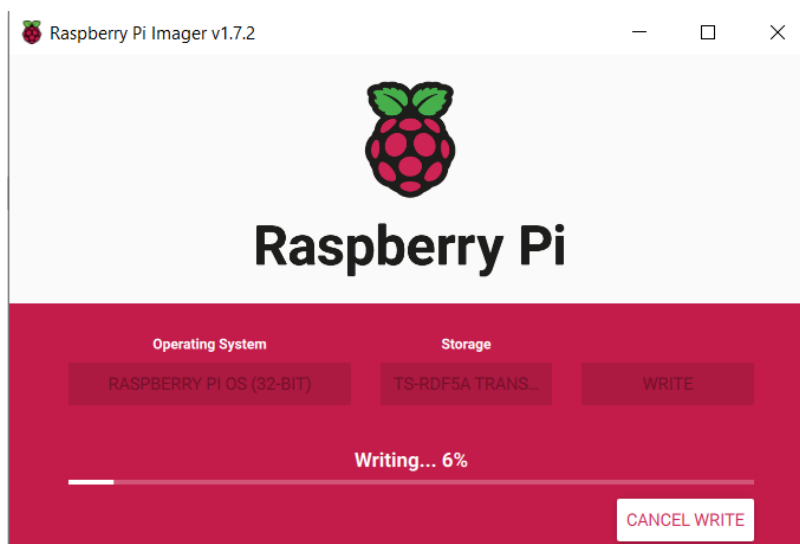 Raspberry Pi Imager v1.7.2
Raspberry Pi
Operating System Storage
RASPBERRY PI OS (32-BIT) TS-RDF5A TRANS... WRITE
Writing... 6%
CANCEL WRITE